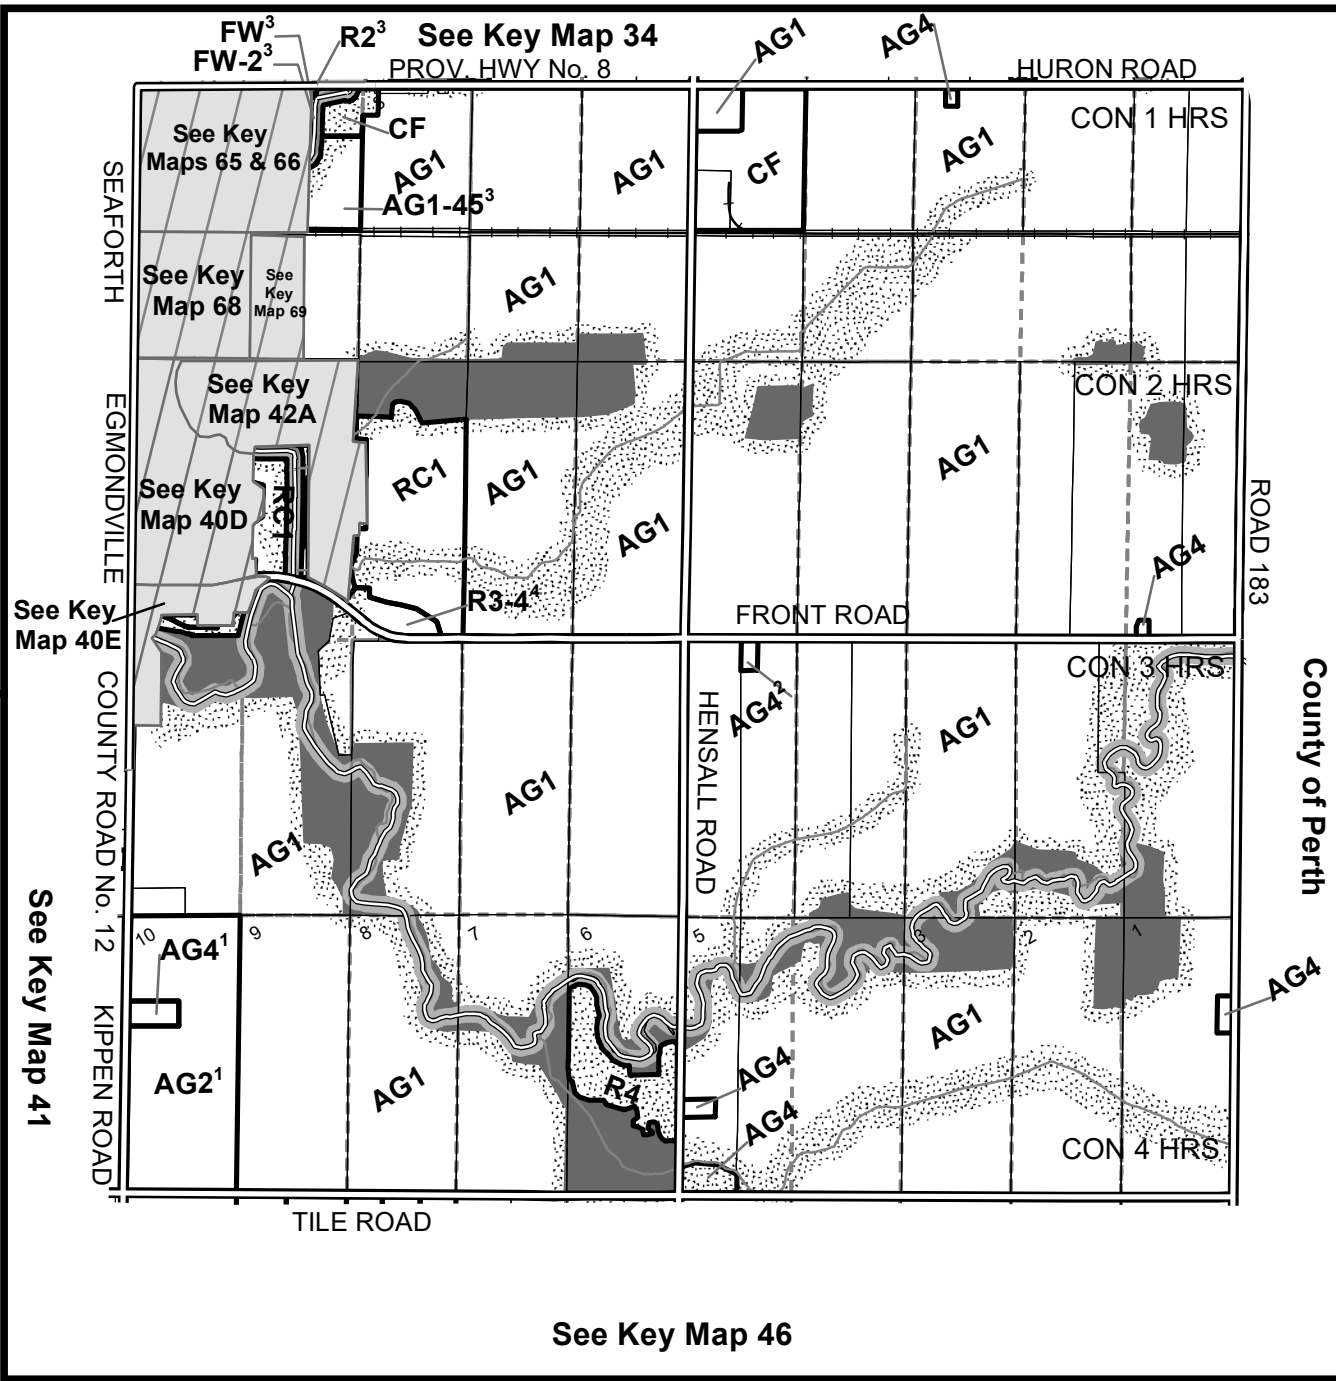 FW³
R2³
See Key Map 34
AG1
AG4
FW-2³
PROV. HWY No. 8
HURON ROAD
See Key
Maps 65 & 66
CF
CON 1 HRS
AG1
AG1
CF
AG1
AG1-45³
SEAFORTH
See Key
Map 68
See
Key
Map 69
AG1
See Key
Map 42A
CON 2 HRS
EGMONDVILLE
See Key
Map 40D
RC1
RC1
AG1
AG1
AG1
ROAD 183
AG4
See Key
Map 40E
R3-4⁴
FRONT ROAD
CON 3 HRS
County of Perth
COUNTY ROAD No. 12
HENSALL ROAD
AG4²
AG1
AG1
AG1
See Key Map 41
10
9
8
7
6
5
3
2
1
AG4¹
AG4
KIPPEN ROAD
AG2¹
AG1
R4
AG4
AG1
AG4
CON 4 HRS
TILE ROAD
See Key Map 46